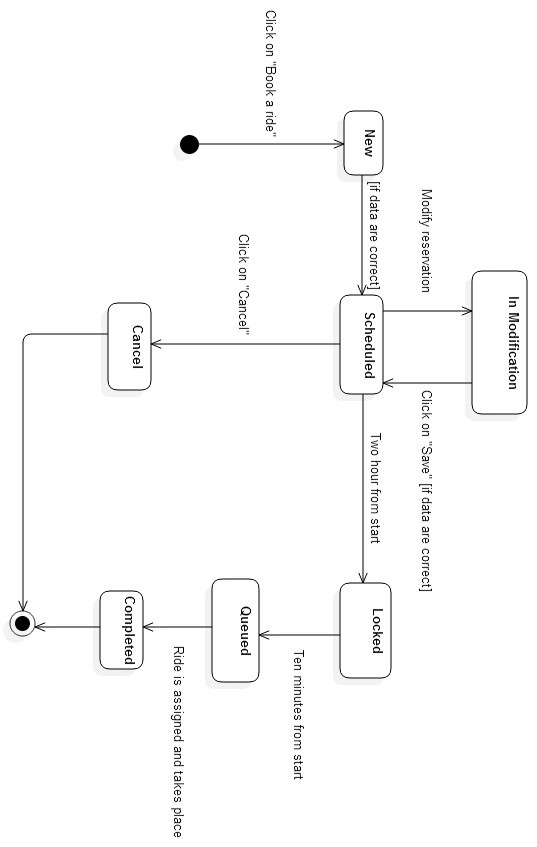 In Modification
Modify reservation
Click on "Save" [if data are correct]
New
[if data are correct]
Scheduled
Two hour from start
Locked
Click on "Book a ride"
Click on "Cancel"
Ten minutes from start
Queued
Ride is assigned and takes place
Cancel
Completed